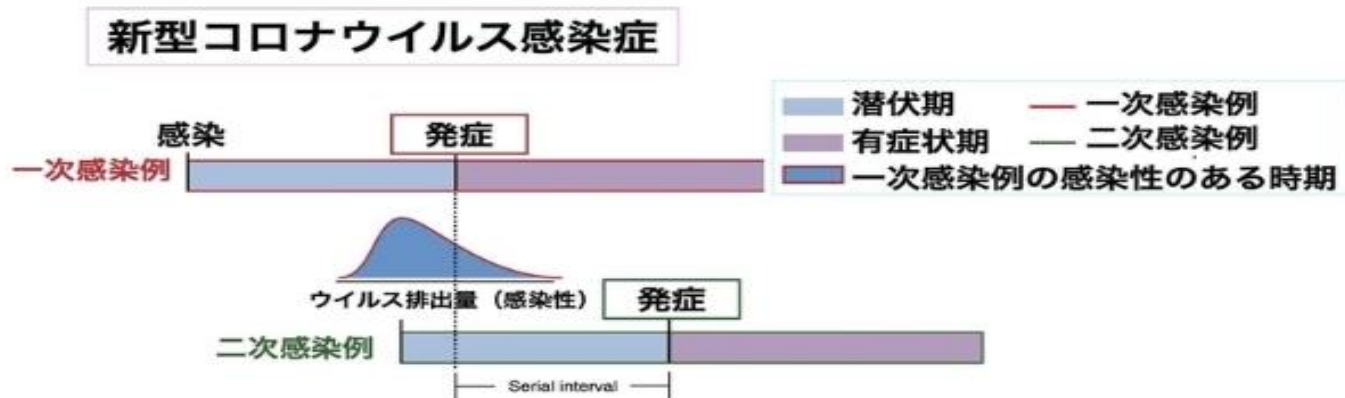 新型コロナウイルス感染症
潜伏期 一次感染例
有症状期 二次感染例
一次感染例の感染性のある時期
感染 発症
一次感染例
ウイルス排出量（感染性） 発症
二次感染例
Serial interval